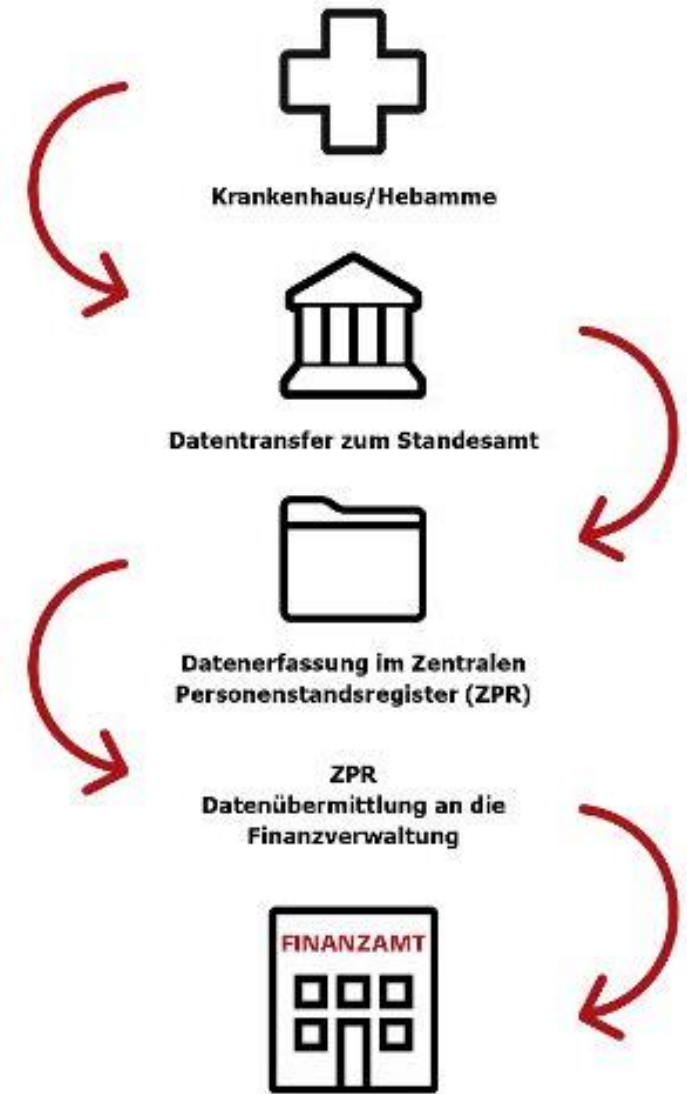 Krankenhaus/Hebamme
Datentransfer zum Standesamt
Datenerfassung im Zentralen
Personenstandsregister (ZPR)
ZPR
Datenübermittlung an die
Finanzverwaltung
FINANZAMT